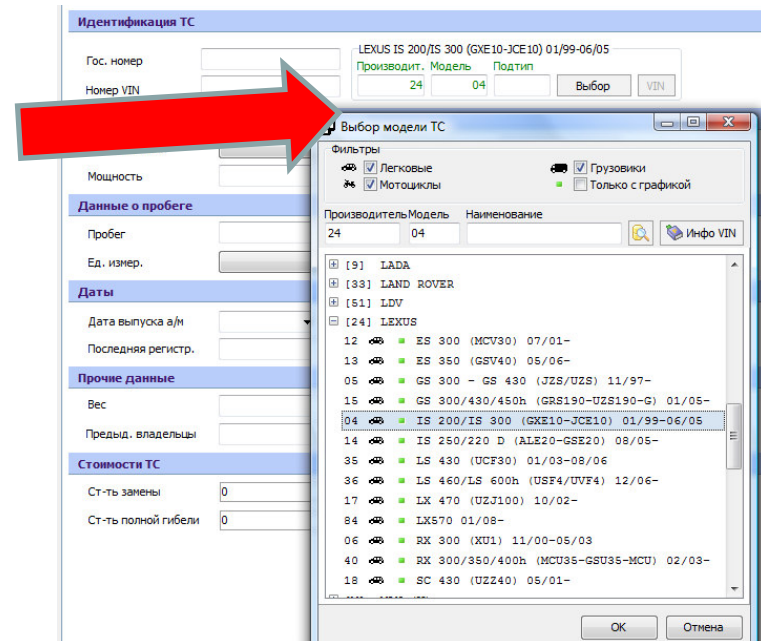 Идентификация ТС
Гос. номер
LEXUS IS 200/IS 300 (GXE10-JCE10) 01/99-06/05
Производит. Модель Подтип
24 04 Выбор VIN
Номер VIN
Мощность
Данные о пробеге
Пробег
Ед. измер.
Даты
Дата выпуска а/м
Последняя регистр.
Прочие данные
Вес
Предыд. владельцы
Стоимости ТС
Ст-ть замены 0
Ст-ть полной гибели 0
Выбор модели ТС
Фильтры
Легковые Грузовики
Мотоциклы Только с графикой
Производитель Модель Наименование
24 04 Инфо VIN
[9] LADA
[33] LAND ROVER
[51] LDV
[24] LEXUS
12 ES 300 (MCV30) 07/01-
13 ES 350 (GSV40) 05/06-
05 GS 300 - GS 430 (JZS/UZS) 11/97-
15 GS 300/430/450h (GRS190-UZS190-G) 01/05-
04 IS 200/IS 300 (GXE10-JCE10) 01/99-06/05
14 IS 250/220 D (ALE20-GSE20) 08/05-
35 LS 430 (UCF30) 01/03-08/06
36 LS 460/LS 600h (USF4/UVF4) 12/06-
17 LX 470 (UZJ100) 10/02-
84 LX570 01/08-
06 RX 300 (XU1) 11/00-05/03
40 RX 300/350/400h (MCU35-GSU35-MCU) 02/03-
18 SC 430 (UZZ40) 05/01-
OK Отмена